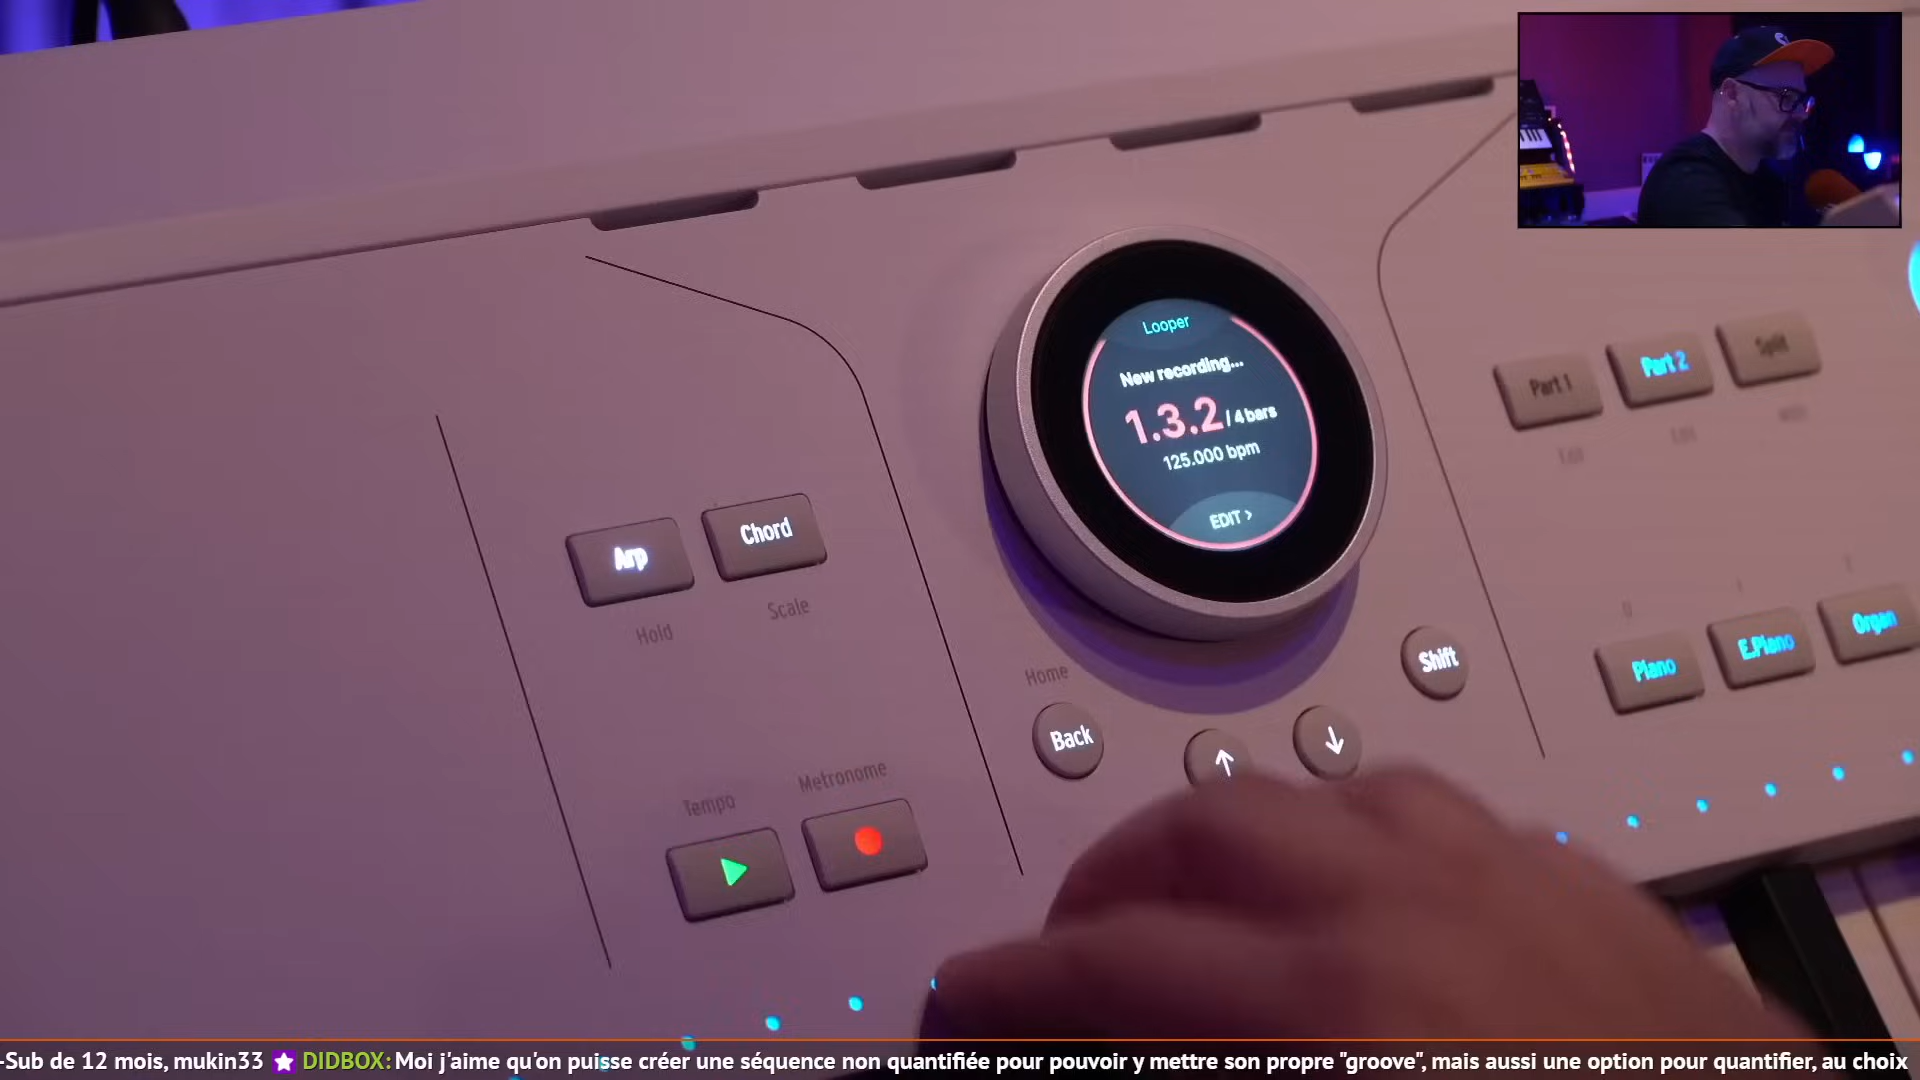 Looper
New recording...
1.3.2 / 4 bars
125.000 bpm
EDIT >
Part 1
Part 2
Split
Edit
Edit
Arp
Chord
Hold
Scale
Piano
E.Piano
Organ
Home
Back
Shift
Tempo
Metronome
-Sub de 12 mois, mukin33 DIDBOX: Moi j'aime qu'on puisse créer une séquence non quantifiée pour pouvoir y mettre son propre "groove", mais aussi une option pour quantifier, au choix